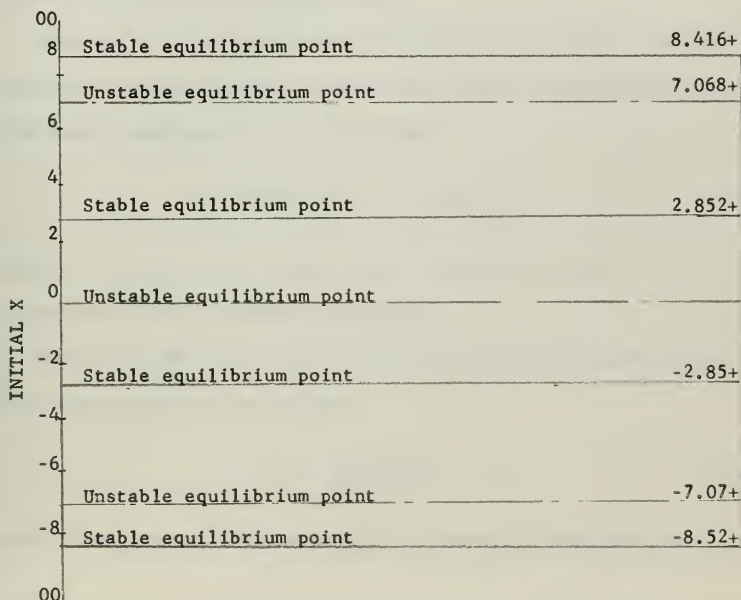 00
8 Stable equilibrium point 8.416+
Unstable equilibrium point 7.068+
6
4
Stable equilibrium point 2.852+
2
0 Unstable equilibrium point
INITIAL X
-2
Stable equilibrium point -2.85+
-4
-6
Unstable equilibrium point -7.07+
-8 Stable equilibrium point -8.52+
00